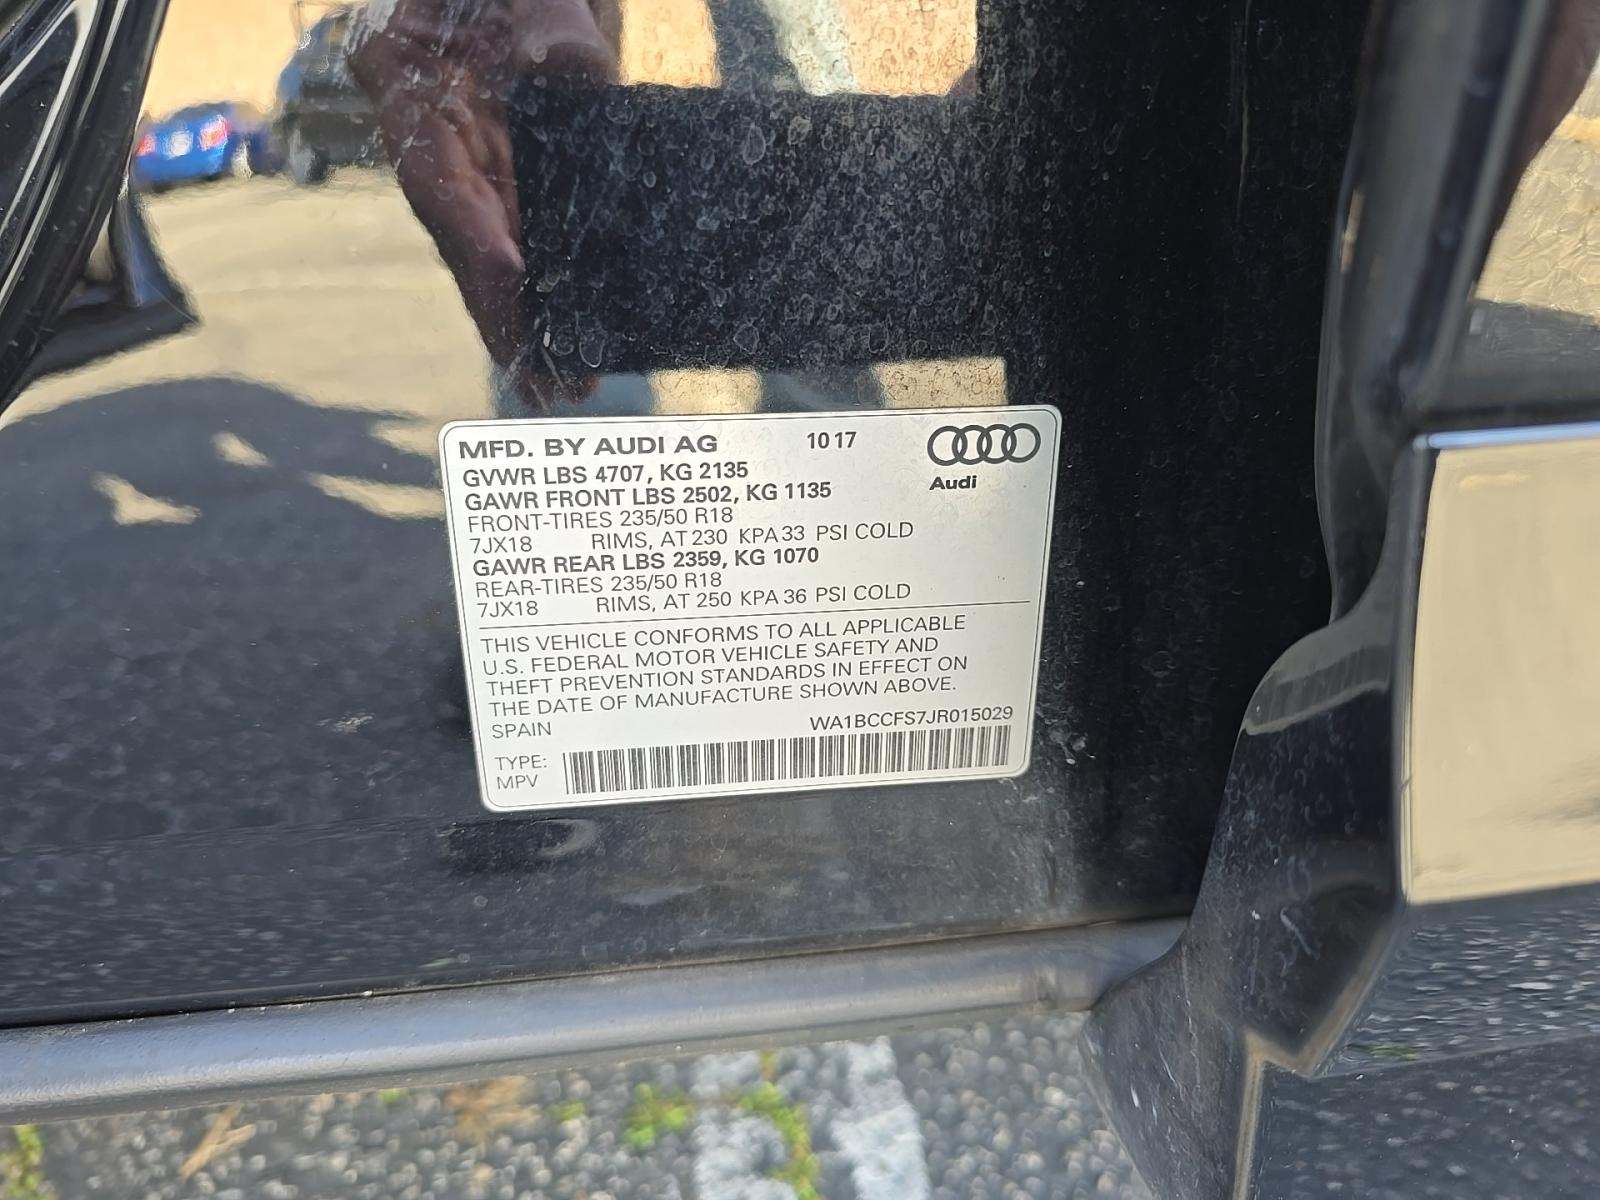 MFD. BY AUDI AG 10 17
GVWR LBS 4707, KG 2135
GAWR FRONT LBS 2502, KG 1135
Audi
FRONT-TIRES 235/50 R18
7JX18 RIMS, AT 230 KPA 33 PSI COLD
GAWR REAR LBS 2359, KG 1070
REAR-TIRES 235/50 R18
7JX18 RIMS, AT 250 KPA 36 PSI COLD
THIS VEHICLE CONFORMS TO ALL APPLICABLE
U.S. FEDERAL MOTOR VEHICLE SAFETY AND
THEFT PREVENTION STANDARDS IN EFFECT ON
THE DATE OF MANUFACTURE SHOWN ABOVE.
SPAIN WA1BCCFS7JR015029
TYPE:
MPV